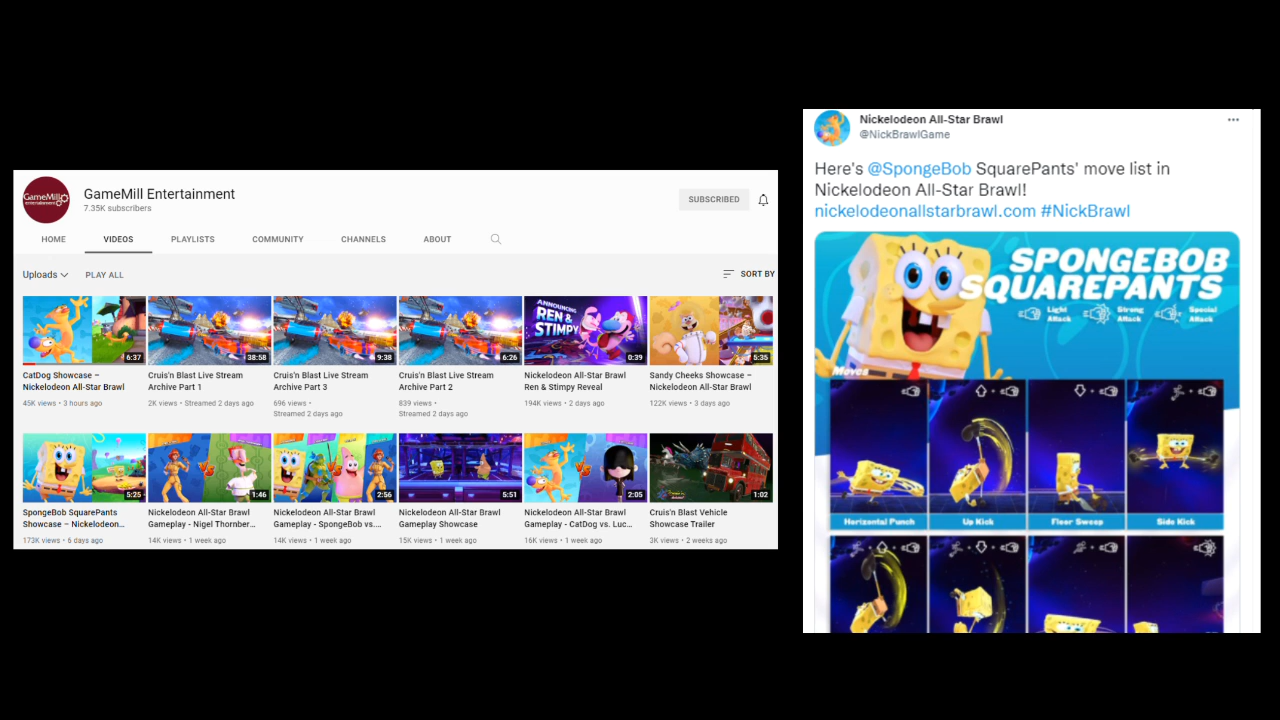 GameMill
entertainment
GameMill Entertainment
7.35K subscribers
SUBSCRIBED
HOME VIDEOS PLAYLISTS COMMUNITY CHANNELS ABOUT
Uploads PLAY ALL SORT BY
6:37 38:58 9:38 6:26 ANNOUNCING REN & STIMPY 0:39 5:35
CatDog Showcase – Cruis'n Blast Live Stream Cruis'n Blast Live Stream Cruis'n Blast Live Stream Nickelodeon All-Star Brawl Sandy Cheeks Showcase –
Nickelodeon All-Star Brawl Archive Part 1 Archive Part 3 Archive Part 2 Ren & Stimpy Reveal Nickelodeon All-Star Brawl
45K views • 3 hours ago 2K views • Streamed 2 days ago 696 views • 839 views • 194K views • 2 days ago 122K views • 3 days ago
Streamed 2 days ago Streamed 2 days ago
5:25 1:46 2:56 5:51 2:05 1:02
SpongeBob SquarePants Nickelodeon All-Star Brawl Nickelodeon All-Star Brawl Nickelodeon All-Star Brawl Nickelodeon All-Star Brawl Cruis'n Blast Vehicle
Showcase – Nickelodeon... Gameplay - Nigel Thornber... Gameplay - SpongeBob vs.... Gameplay Showcase Gameplay - CatDog vs. Luc... Showcase Trailer
173K views • 6 days ago 14K views • 1 week ago 14K views • 1 week ago 15K views • 1 week ago 16K views • 1 week ago 3K views • 2 weeks ago
Nickelodeon All-Star Brawl
@NickBrawlGame
Here's @SpongeBob SquarePants' move list in
Nickelodeon All-Star Brawl!
nickelodeonallstarbrawl.com #NickBrawl
SPONGEBOB
SQUAREPANTS
Light Attack Strong Attack Special Attack
Moves
Horizontal Punch Up Kick Floor Sweep Side Kick